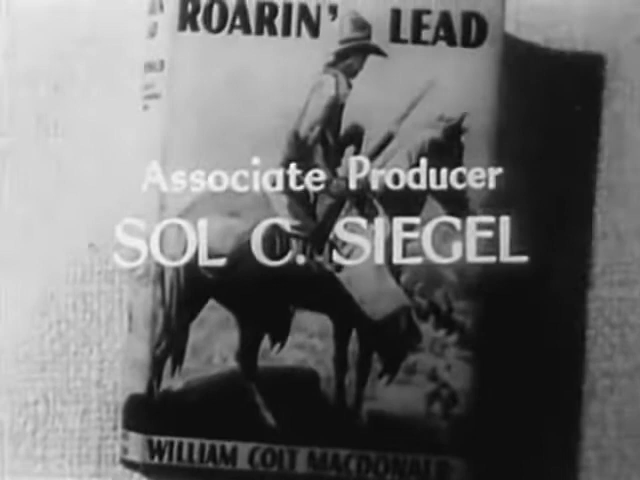 ROARIN' LEAD
Associate Producer
SOL C. SIEGEL
WILLIAM COLT MACDONALD